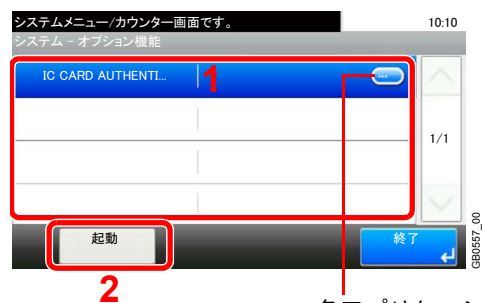 システムメニュー/カウンター画面です。 10:10
システム - オプション機能
IC CARD AUTHENTI... 1
1/1
起動 終了
2
GB0557_00